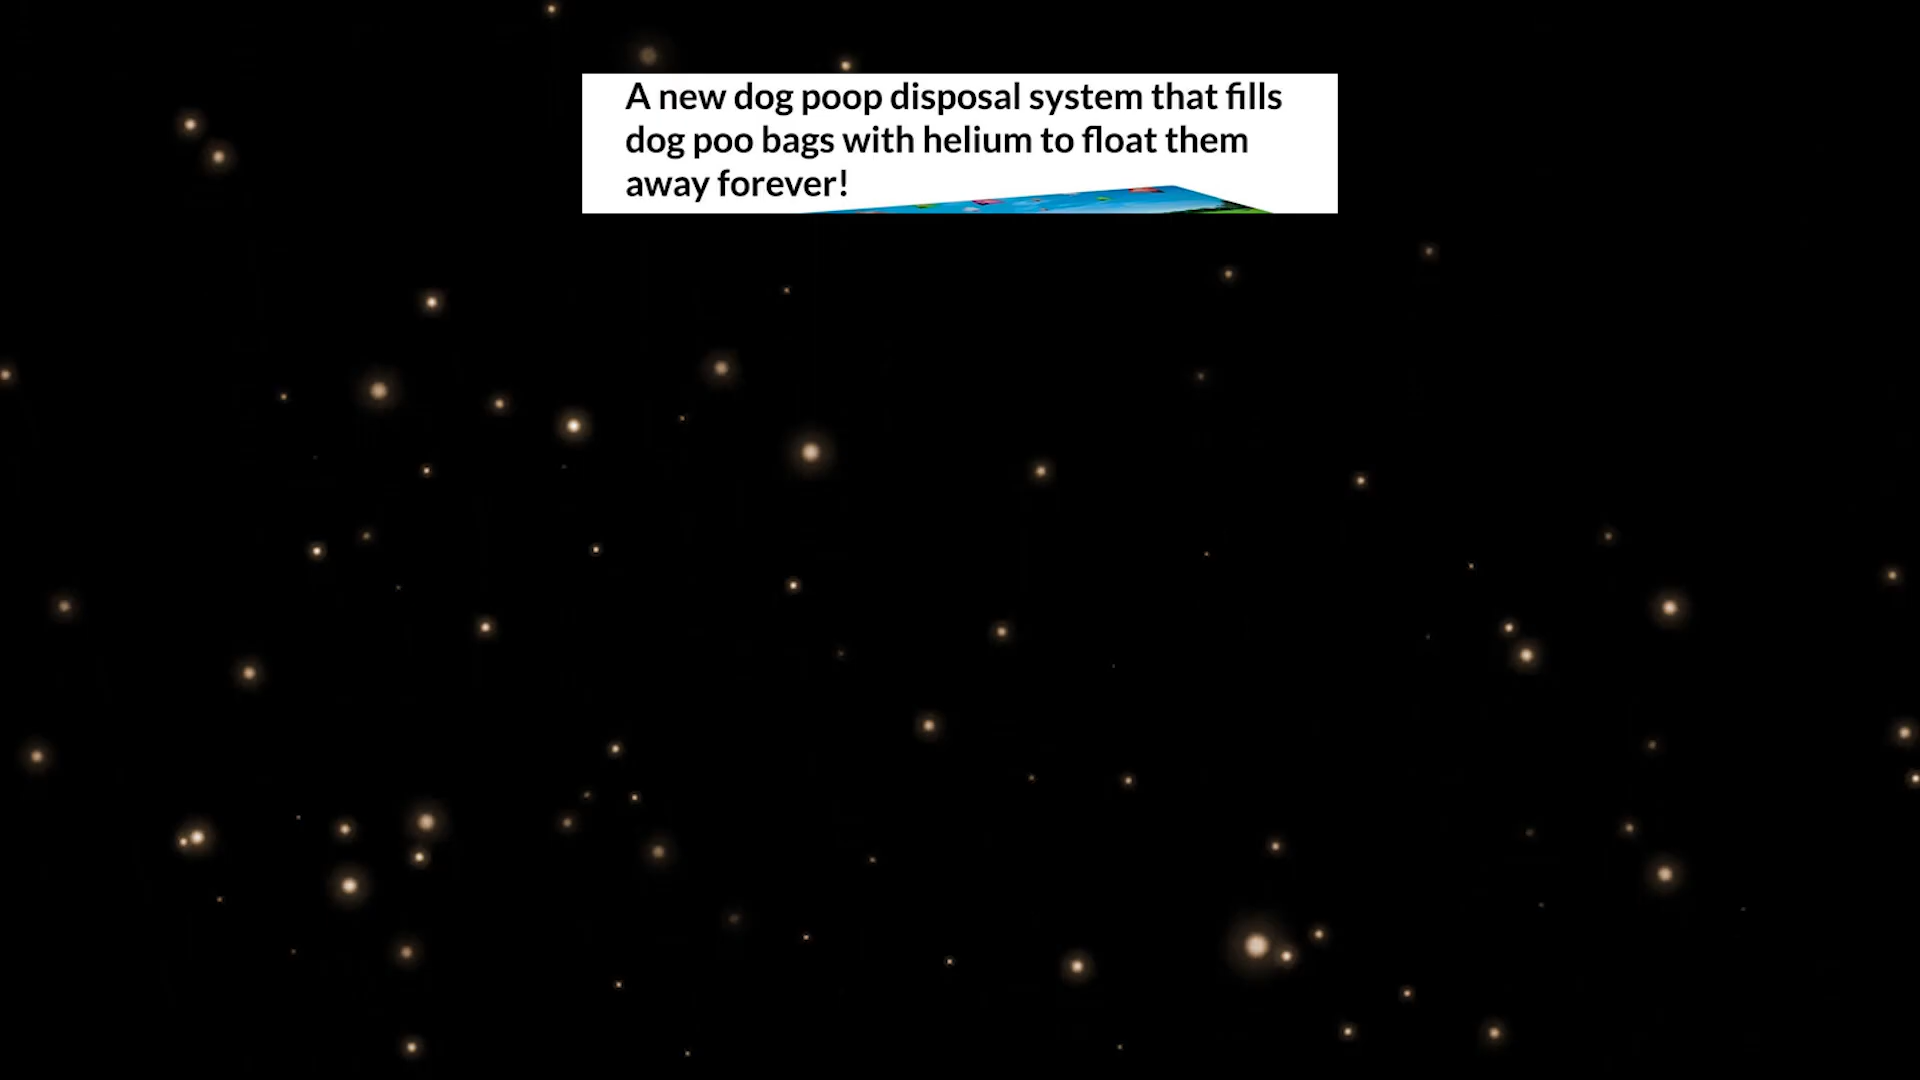 A new dog poop disposal system that fills
dog poo bags with helium to float them
away forever!